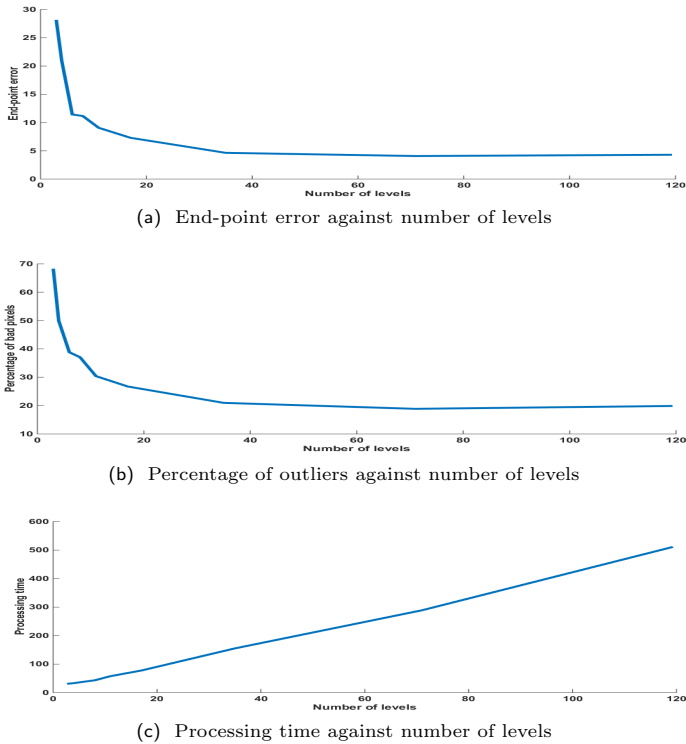 30
25
20
15
10
5
0
End-point error
0 20 40 60 80 100 120
Number of levels
(a) End-point error against number of levels
70
60
50
40
30
20
10
Percentage of bad pixels
0 20 40 60 80 100 120
Number of levels
(b) Percentage of outliers against number of levels
600
500
400
300
200
100
0
Processing time
0 20 40 60 80 100 120
Number of levels
(c) Processing time against number of levels